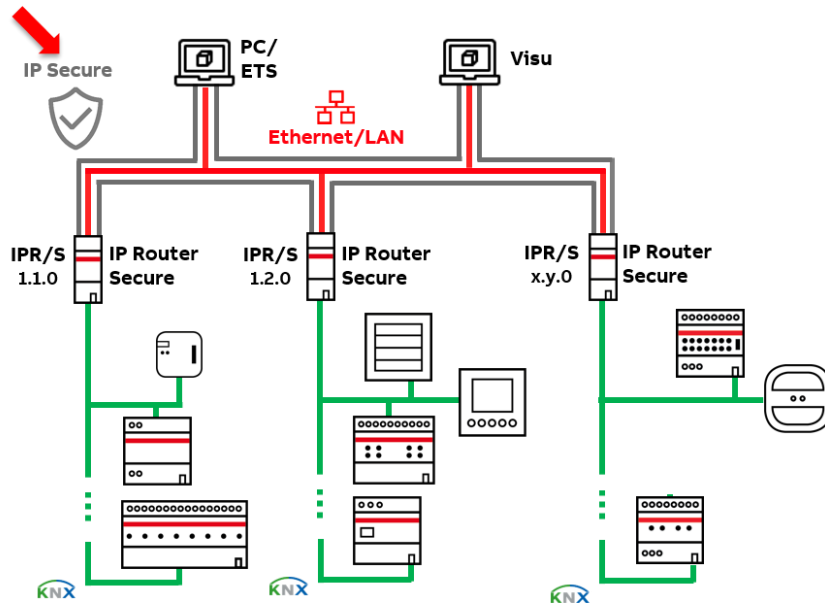 IP Secure
PC/
ETS
Visu
Ethernet/LAN
IPR/S
1.1.0
IP Router
Secure
IPR/S
1.2.0
IP Router
Secure
IPR/S
x.y.0
IP Router
Secure
KNX
KNX
KNX